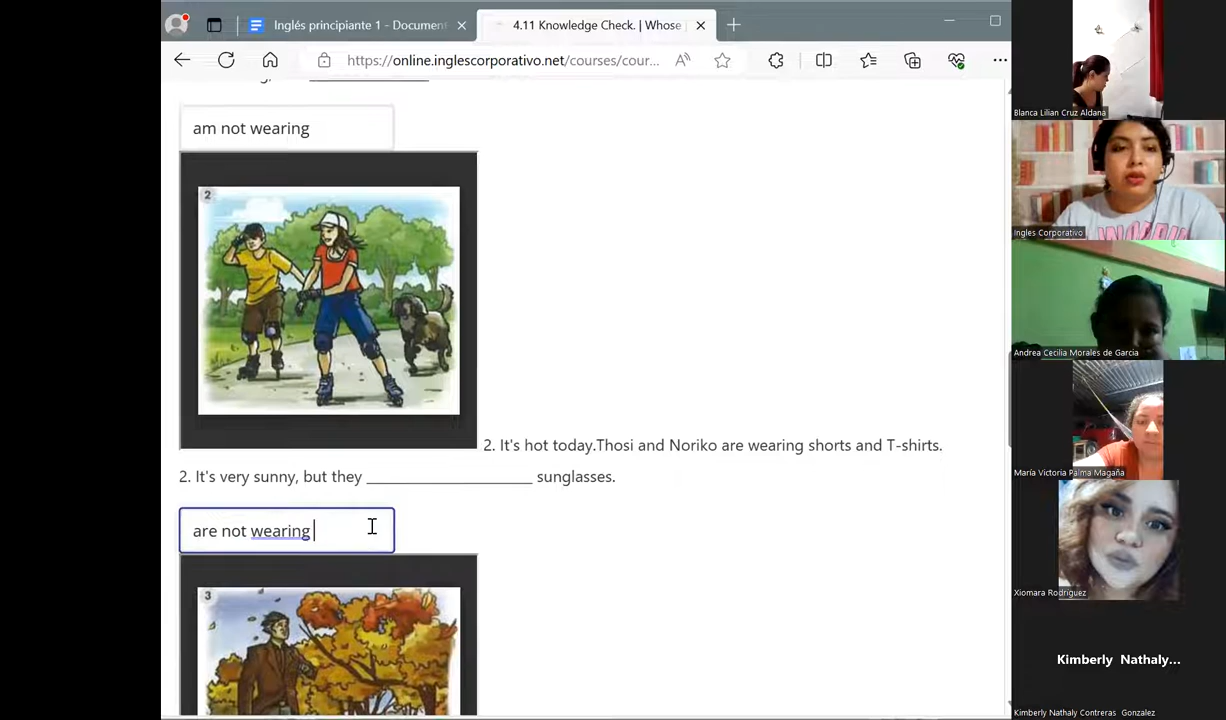 Inglés principiante 1 - Document
4.11 Knowledge Check. | Whose
https://online.inglescorporativo.net/courses/cour...
am not wearing
2
2. It's hot today.Thosi and Noriko are wearing shorts and T-shirts.
2. It's very sunny, but they ________________ sunglasses.
are not wearing
3
Blanca Lilian Cruz Aldana
Ingles Corporativo
Andrea Cecilia Morales de Garcia
María Victoria Palma Magaña
Xiomara Rodriguez
Kimberly Nathaly...
Kimberly Nathaly Contreras Gonzalez